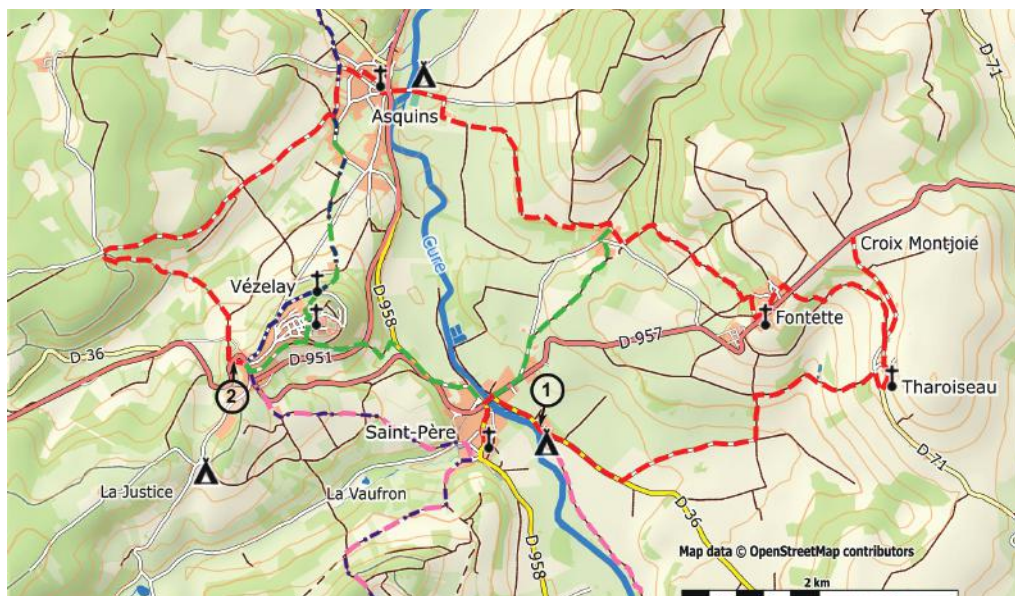 D - 71
Asquins
Cure
Croix Montjoie
Vézelay
D - 958
Fontette
D - 36
D - 951
D - 957
Tharoiseau
2
1
Saint-Père
D - 71
La Justice
La Vaufron
D - 36
D - 958
Map data © OpenStreetMap contributors
2 km